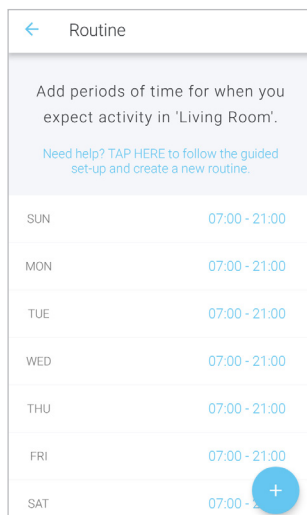 ← Routine
Add periods of time for when you
expect activity in 'Living Room'.
Need help? TAP HERE to follow the guided
set-up and create a new routine.
SUN 07:00 - 21:00
MON 07:00 - 21:00
TUE 07:00 - 21:00
WED 07:00 - 21:00
THU 07:00 - 21:00
FRI 07:00 - 21:00
SAT 07:00 -
+